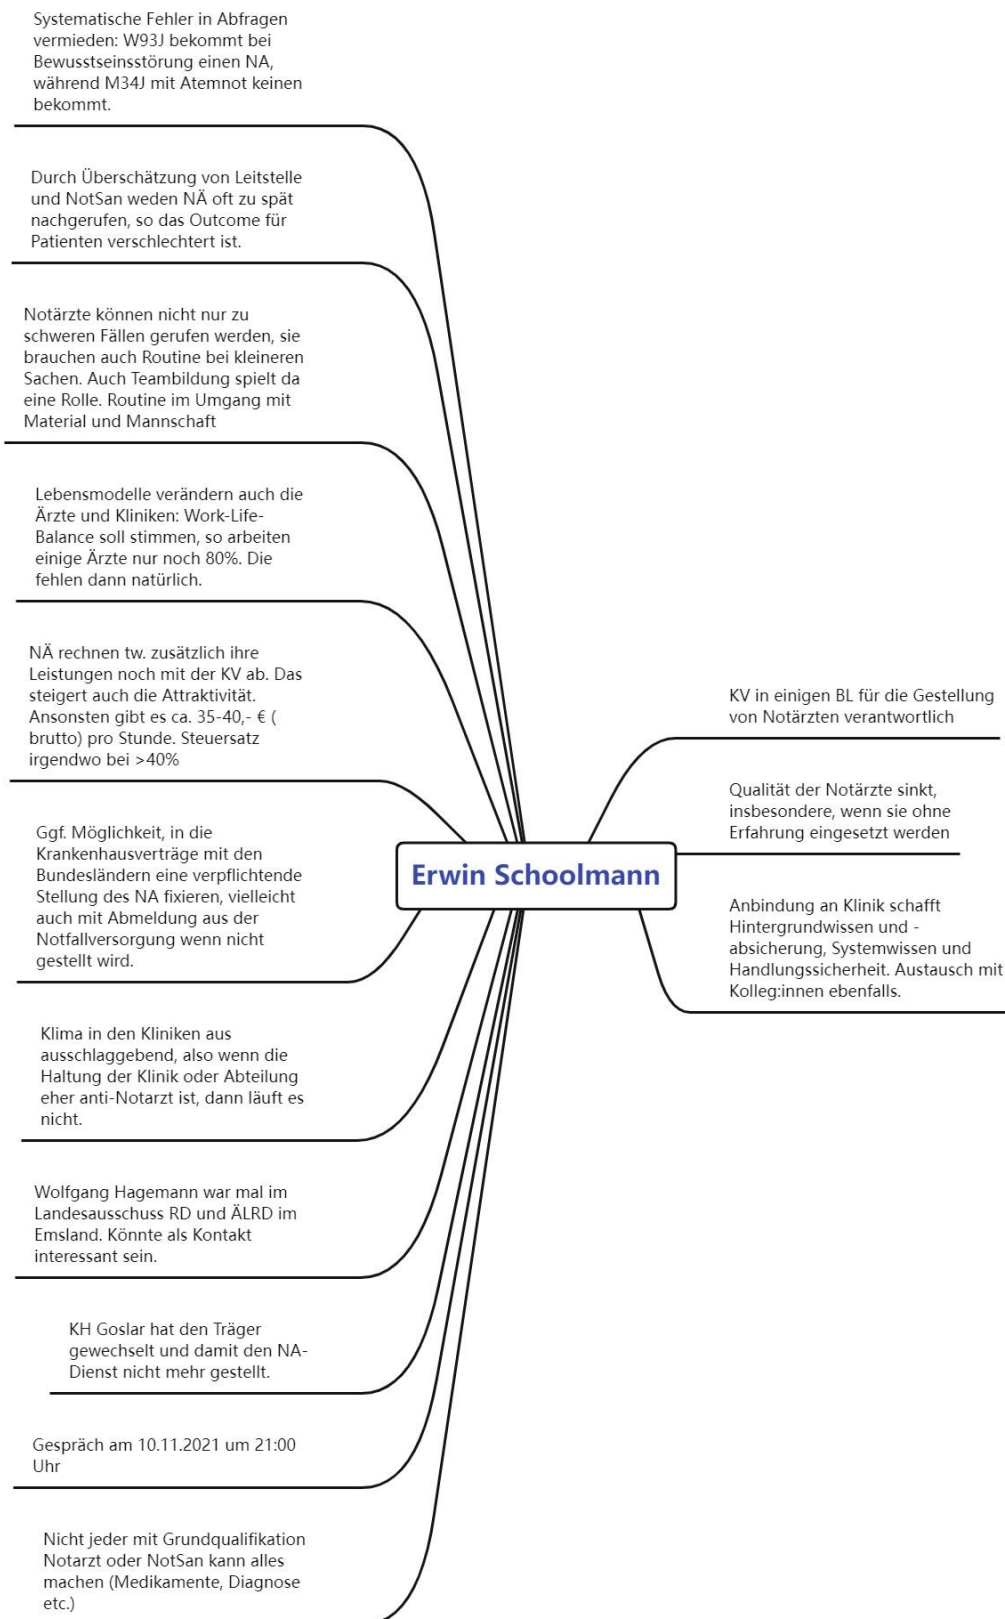 Systematische Fehler in Abfragen
vermieden: W93J bekommt bei
Bewusstseinsstörung einen NA,
während M34J mit Atemnot keinen
bekommt.
Durch Überschätzung von Leitstelle
und NotSan weden NÄ oft zu spät
nachgerufen, so das Outcome für
Patienten verschlechtert ist.
Notärzte können nicht nur zu
schweren Fällen gerufen werden, sie
brauchen auch Routine bei kleineren
Sachen. Auch Teambildung spielt da
eine Rolle. Routine im Umgang mit
Material und Mannschaft
Lebensmodelle verändern auch die
Ärzte und Kliniken: Work-Life-
Balance soll stimmen, so arbeiten
einige Ärzte nur noch 80%. Die
fehlen dann natürlich.
NÄ rechnen tw. zusätzlich ihre
Leistungen noch mit der KV ab. Das
steigert auch die Attraktivität.
Ansonsten gibt es ca. 35-40,- € (
brutto) pro Stunde. Steuersatz
irgendwo bei >40%
Ggf. Möglichkeit, in die
Krankenhausverträge mit den
Bundesländern eine verpflichtende
Stellung des NA fixieren, vielleicht
auch mit Abmeldung aus der
Notfallversorgung wenn nicht
gestellt wird.
Klima in den Kliniken aus
ausschlaggebend, also wenn die
Haltung der Klinik oder Abteilung
eher anti-Notarzt ist, dann läuft es
nicht.
Wolfgang Hagemann war mal im
Landesausschuss RD und ÄLRD im
Emsland. Könnte als Kontakt
interessant sein.
KH Goslar hat den Träger
gewechselt und damit den NA-
Dienst nicht mehr gestellt.
Gespräch am 10.11.2021 um 21:00
Uhr
Nicht jeder mit Grundqualifikation
Notarzt oder NotSan kann alles
machen (Medikamente, Diagnose
etc.)
Erwin Schoolmann
KV in einigen BL für die Gestellung
von Notärzten verantwortlich
Qualität der Notärzte sinkt,
insbesondere, wenn sie ohne
Erfahrung eingesetzt werden
Anbindung an Klinik schafft
Hintergrundwissen und -
absicherung, Systemwissen und
Handlungssicherheit. Austausch mit
Kolleg:innen ebenfalls.